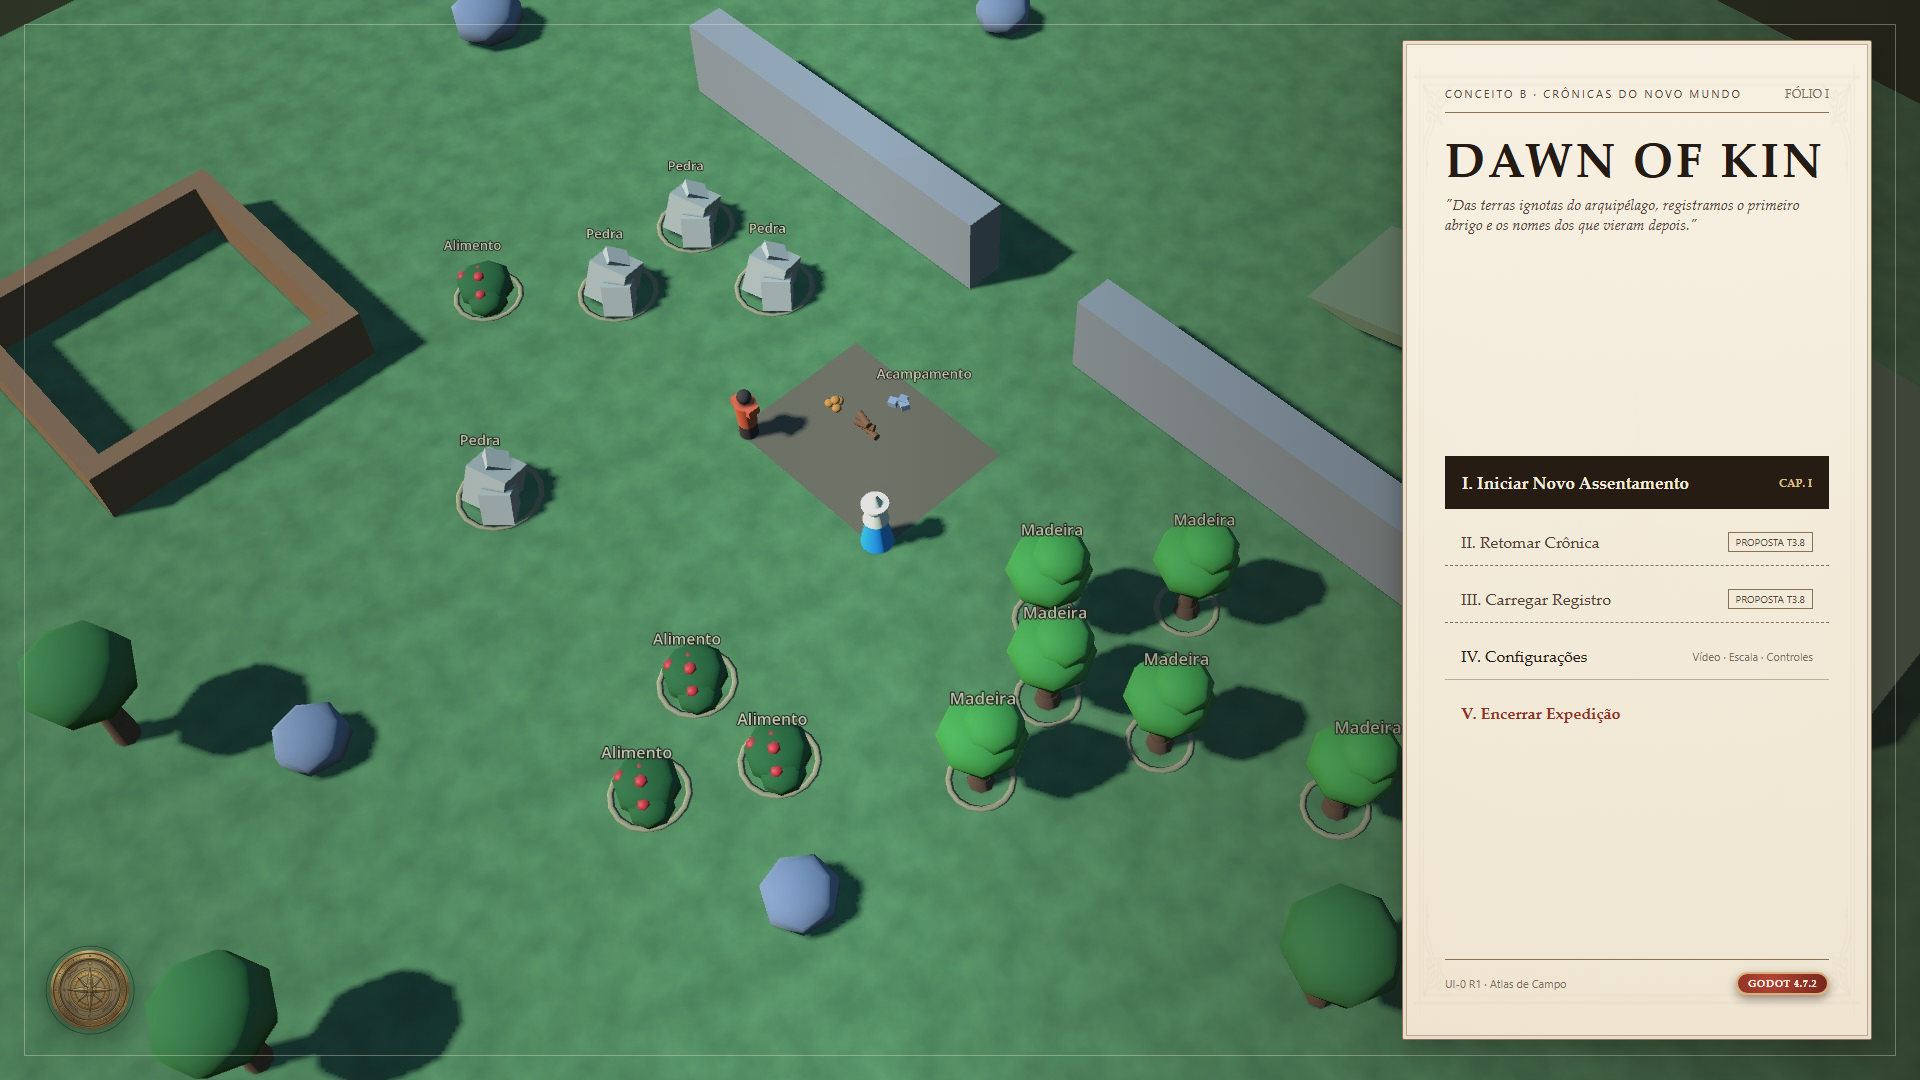 Pedra
Pedra
Pedra
Alimento
Acampamento
Pedra
Madeira
Madeira
Madeira
Alimento
Madeira
Madeira
Alimento
Madeira
Alimento
CONCEITO B · CRÔNICAS DO NOVO MUNDO FÓLIO I
DAWN OF KIN
"Das terras ignotas do arquipélago, registramos o primeiro
abrigo e os nomes dos que vieram depois."
I. Iniciar Novo Assentamento CAP. I
II. Retomar Crônica PROPOSTA T3.8
III. Carregar Registro PROPOSTA T3.8
IV. Configurações Vídeo · Escala · Controles
V. Encerrar Expedição
UI-0 R1 · Atlas de Campo GODOT 4.7.2